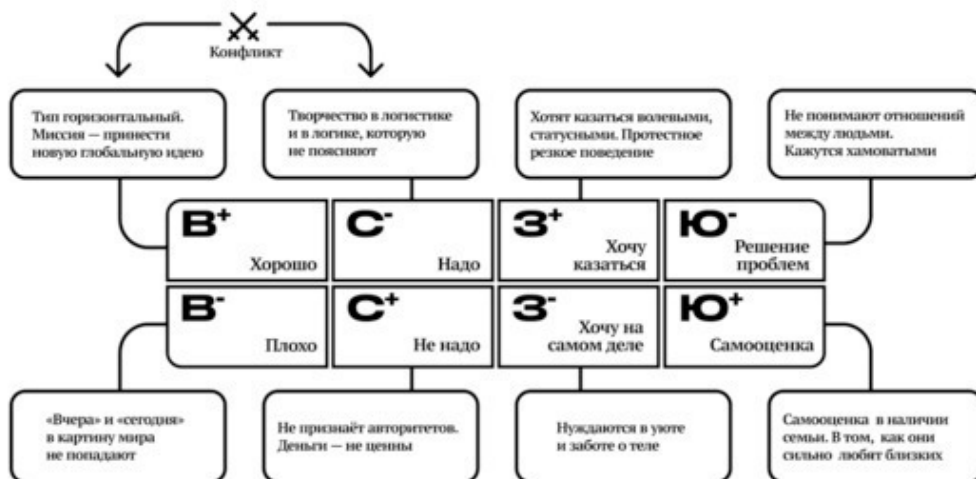 Конфликт
Тип горизонтальный.
Миссия — принести
новую глобальную идею
Творчество в логистике
и в логике, которую
не поясняют
Хотят казаться волевыми,
статусными. Протестное
резкое поведение
Не понимают отношений
между людьми.
Кажутся хамоватыми
В+
Хорошо
С-
Надо
З+
Хочу
казаться
Ю-
Решение
проблем
В-
Плохо
С+
Не надо
З-
Хочу на
самом деле
Ю+
Самооценка
«Вчера» и «сегодня»
в картину мира
не попадают
Не признаёт авторитетов.
Деньги — не ценны
Нуждаются в уюте
и заботе о теле
Самооценка в наличии
семьи. В том, как они
сильно любят близких